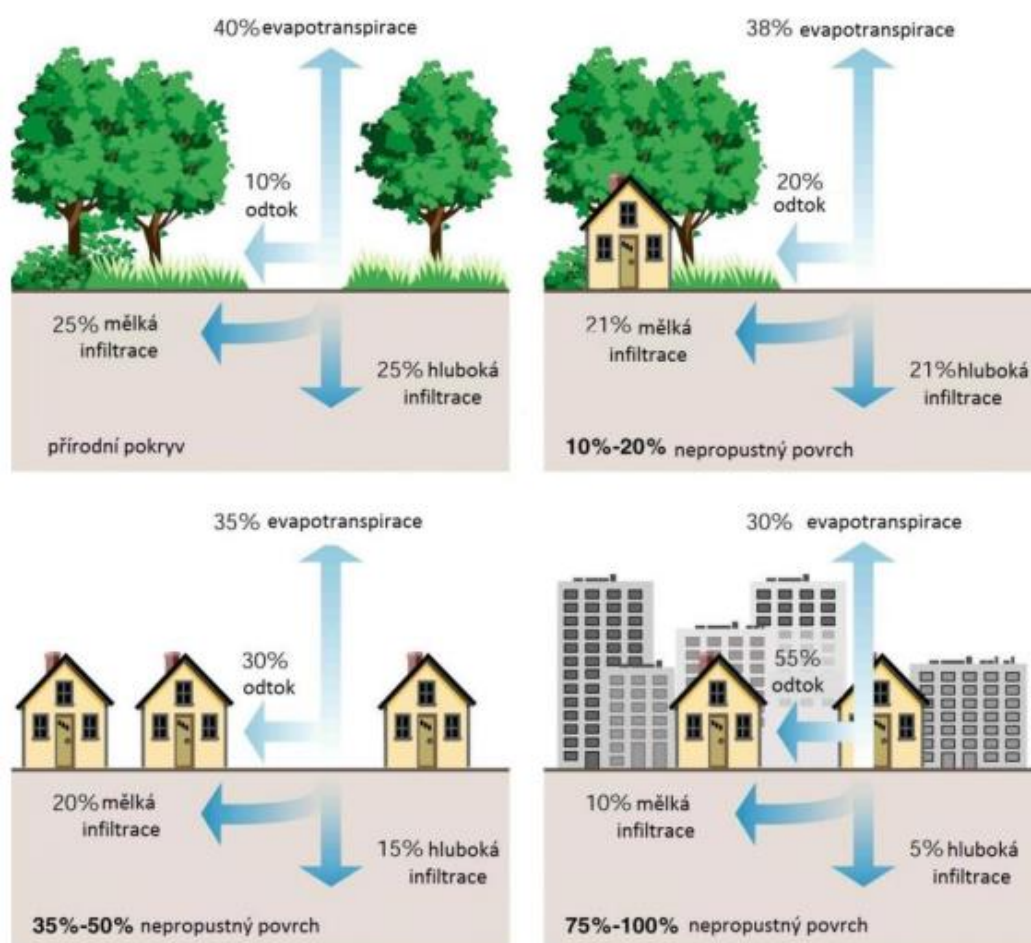 40% evapotranspirace
10%
odtok
25% mělká
infiltrace
25% hluboká
infiltrace
přírodní pokryv
38% evapotranspirace
20%
odtok
21% mělká
infiltrace
21% hluboká
infiltrace
10%-20% nepropustný povrch
35% evapotranspirace
30%
odtok
20% mělká
infiltrace
15% hluboká
infiltrace
35%-50% nepropustný povrch
30% evapotranspirace
55%
odtok
10% mělká
infiltrace
5% hluboká
infiltrace
75%-100% nepropustný povrch